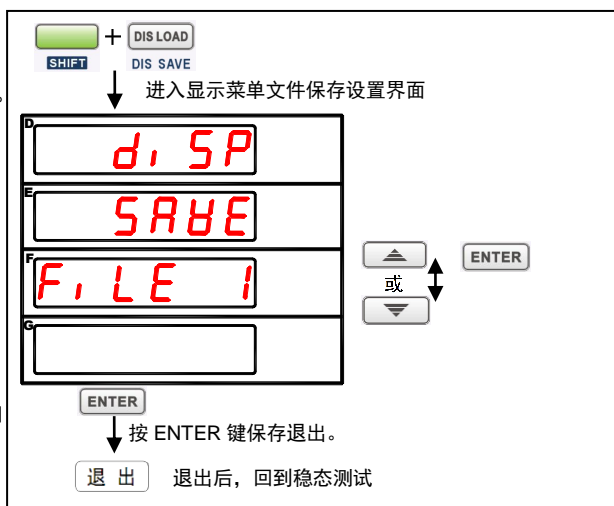 + DIS LOAD
SHIFT DIS SAVE
进入显示菜单文件保存设置界面
D diSP
E SAVE
F FiLE 1
G
或 ENTER
ENTER
按 ENTER 键保存退出。
退 出 退出后，回到稳态测试